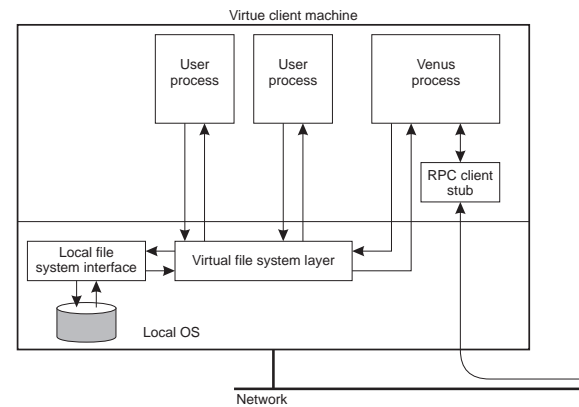 Virtue client machine
User
process
User
process
Venus
process
RPC client
stub
Local file
system interface
Virtual file system layer
Local OS
Network